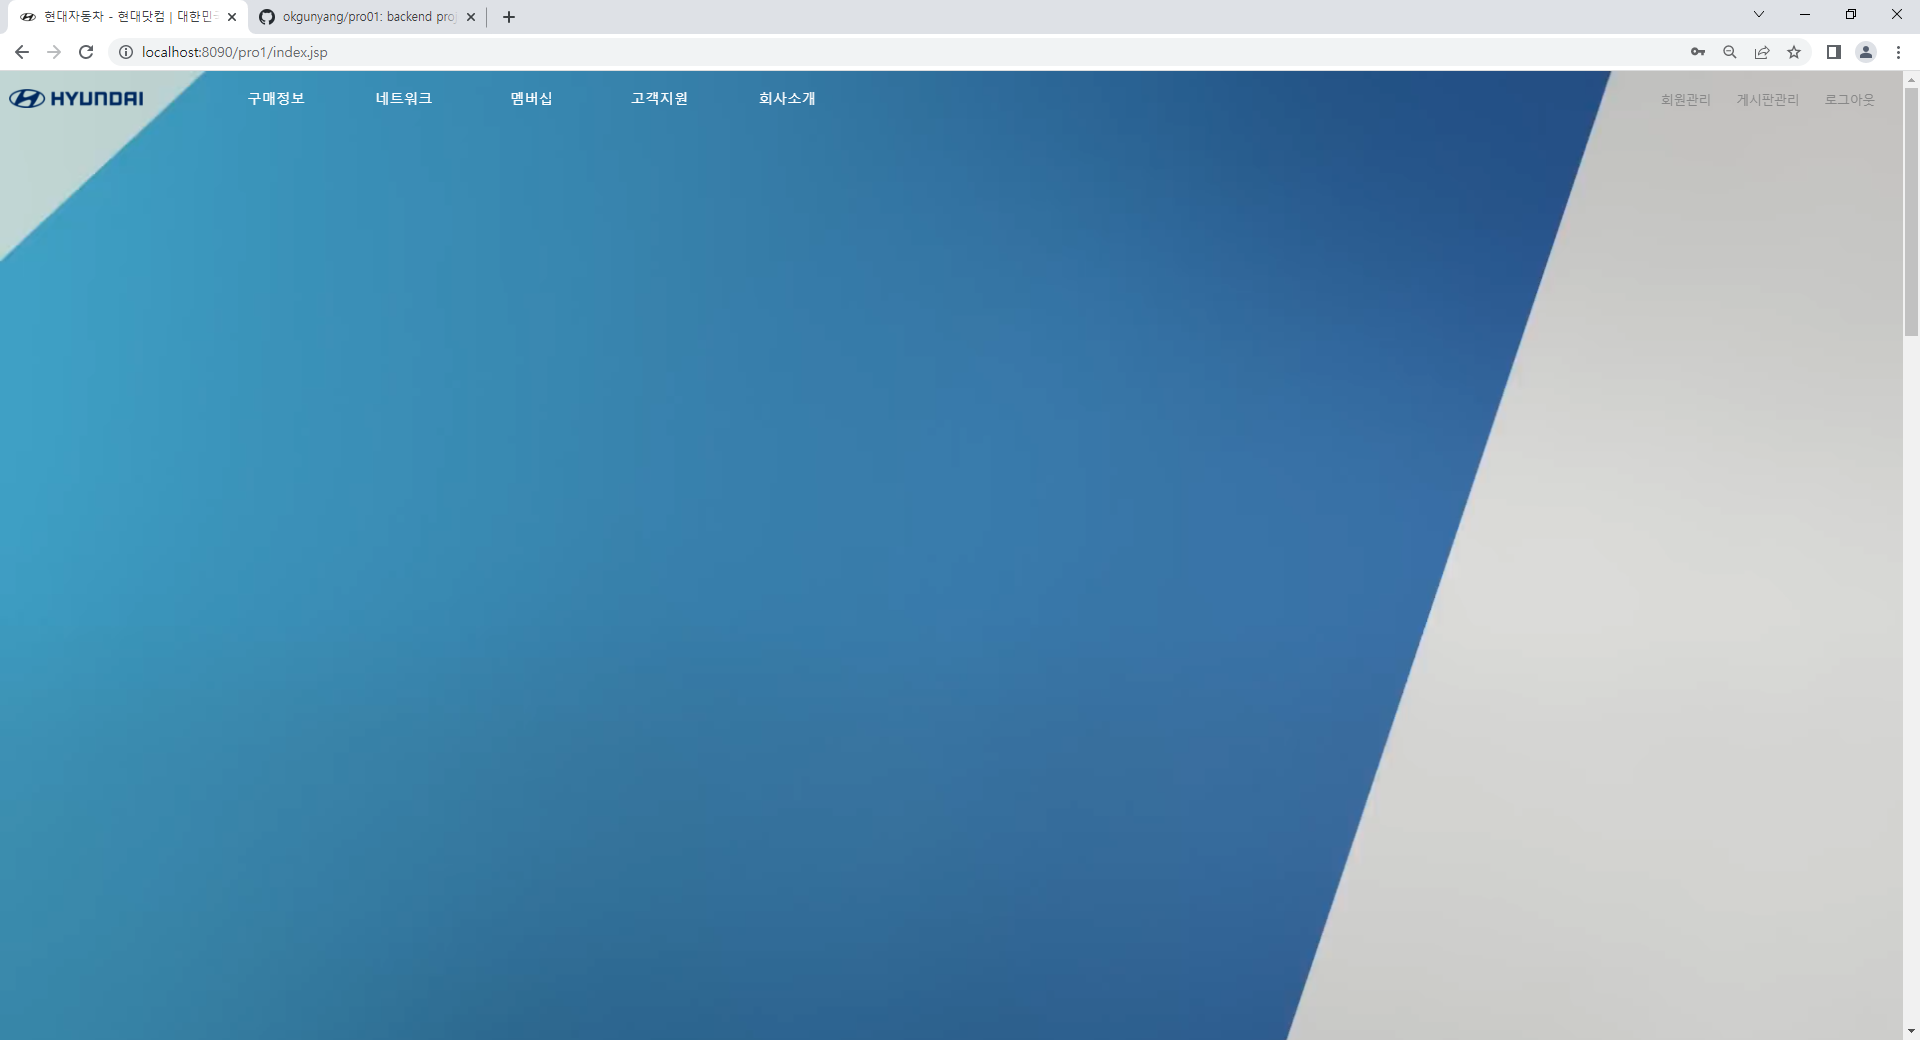 현대자동차 - 현대닷컴 | 대한민국
okgunyang/pro01: backend pro
localhost:8090/pro1/index.jsp
HYUNDAI 구매정보 네트워크 멤버십 고객지원 회사소개 회원관리 게시판관리 로그아웃